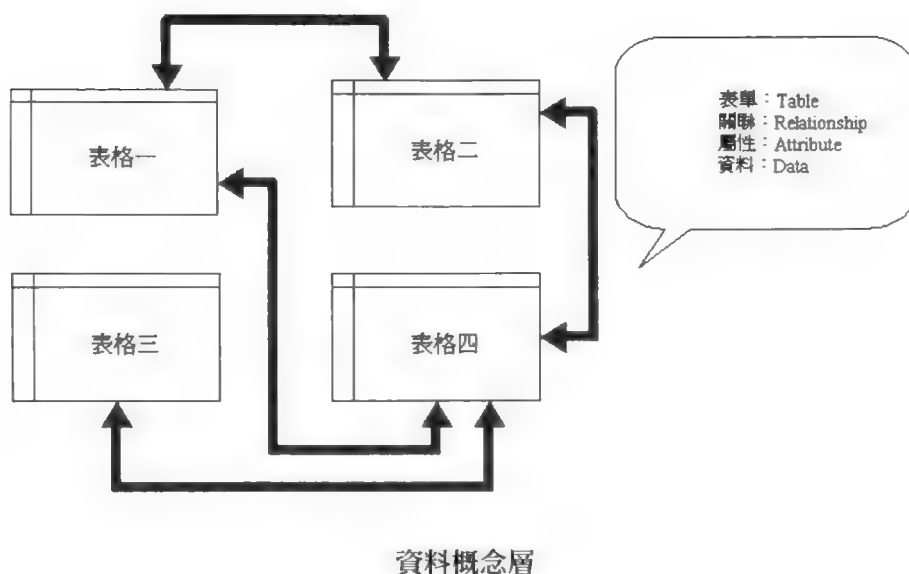 表格一
表格二
表單：Table
關聯：Relationship
屬性：Attribute
資料：Data
表格三
表格四
資料概念層